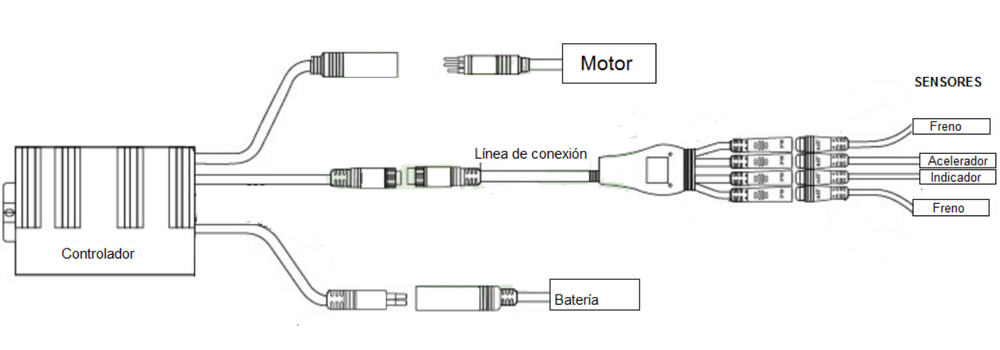 Motor
SENSORES
Freno
Línea de conexión
Acelerador
Indicador
Freno
Controlador
Batería